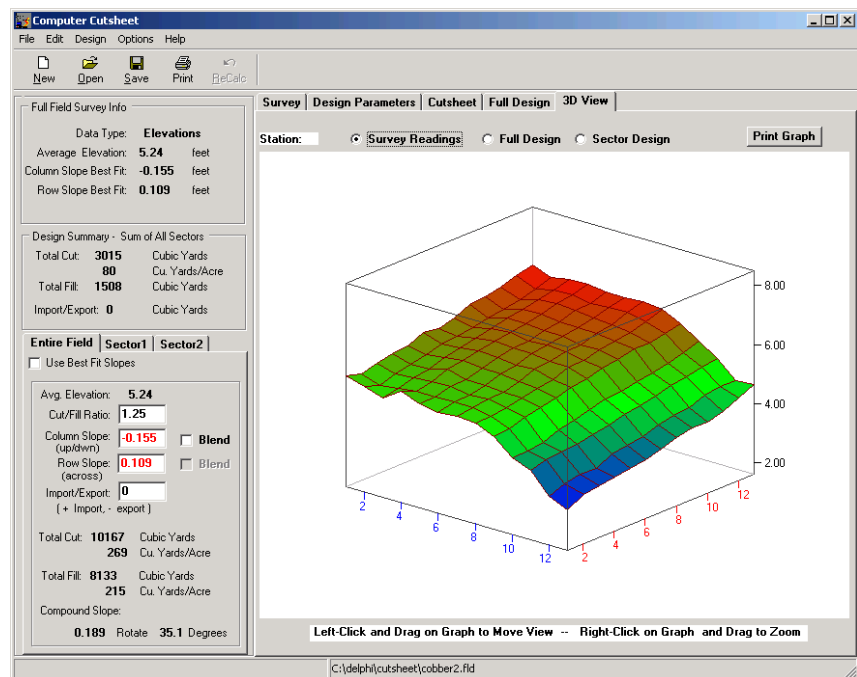 Computer Cutsheet
File Edit Design Options Help
New Open Save Print ReCalc
Full Field Survey Info
Data Type: Elevations
Average Elevation: 5.24 feet
Column Slope Best Fit: -0.155 feet
Row Slope Best Fit: 0.109 feet
Design Summary - Sum of All Sectors
Total Cut: 3015 Cubic Yards
80 Cu. Yards/Acre
Total Fill: 1508 Cubic Yards
Import/Export: 0 Cubic Yards
Entire Field Sector1 Sector2
Use Best Fit Slopes
Avg. Elevation: 5.24
Cut/Fill Ratio: 1.25
Column Slope: -0.155 Blend
(up/dwn)
Row Slope: 0.109 Blend
(across)
Import/Export: 0
( + Import, - export )
Total Cut: 10167 Cubic Yards
269 Cu. Yards/Acre
Total Fill: 8133 Cubic Yards
215 Cu. Yards/Acre
Compound Slope:
0.189 Rotate 35.1 Degrees
Survey Design Parameters Cutsheet Full Design 3D View
Station: Survey Readings Full Design Sector Design Print Graph
8.00
6.00
4.00
2.00
2 4 6 8 10 12
2 4 6 8 10 12
Left-Click and Drag on Graph to Move View -- Right-Click on Graph and Drag to Zoom
C:\delphi\cutsheet\cobber2.fld